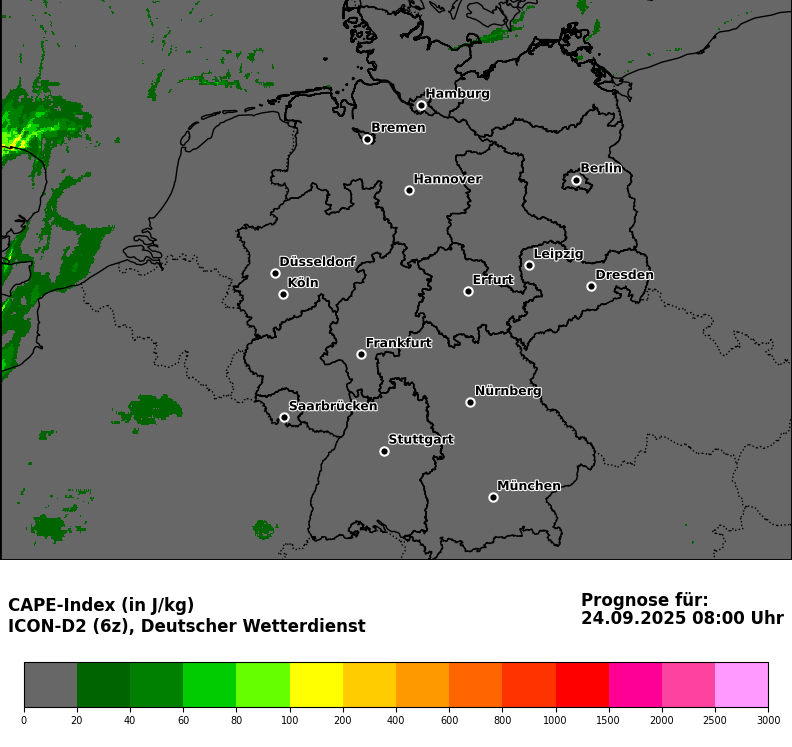 Hamburg
Bremen
Berlin
Hannover
Düsseldorf
Leipzig
Köln
Erfurt
Dresden
Frankfurt
Nürnberg
Saarbrücken
Stuttgart
München
CAPE-Index (in J/kg)
ICON-D2 (6z), Deutscher Wetterdienst
Prognose für:
24.09.2025 08:00 Uhr
0 20 40 60 80 100 200 400 600 800 1000 1500 2000 2500 3000